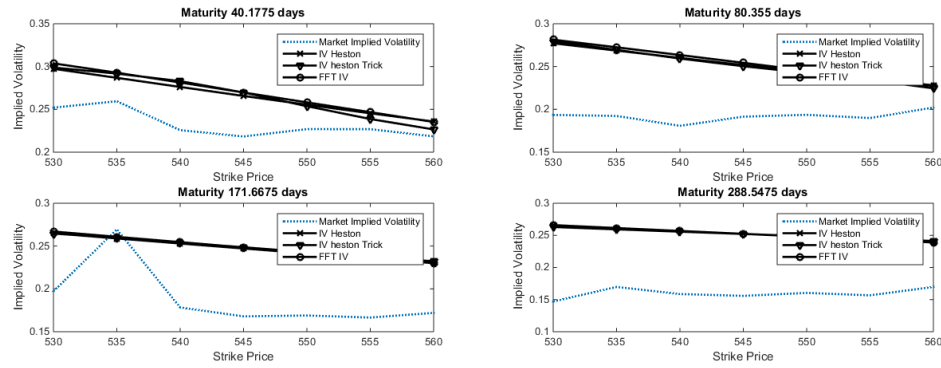 Maturity 40.1775 days
Implied Volatility
0.35
0.3
0.25
0.2
530 535 540 545 550 555 560
Strike Price
Market Implied Volatility
IV Heston
IV heston Trick
FFT IV
Maturity 80.355 days
Implied Volatility
0.3
0.25
0.2
0.15
530 535 540 545 550 555 560
Strike Price
Market Implied Volatility
IV Heston
IV heston Trick
FFT IV
Maturity 171.6675 days
Implied Volatility
0.3
0.25
0.2
0.15
530 535 540 545 550 555 560
Strike Price
Market Implied Volatility
IV Heston
IV heston Trick
FFT IV
Maturity 288.5475 days
Implied Volatility
0.3
0.25
0.2
0.15
0.1
530 535 540 545 550 555 560
Strike Price
Market Implied Volatility
IV Heston
IV heston Trick
FFT IV